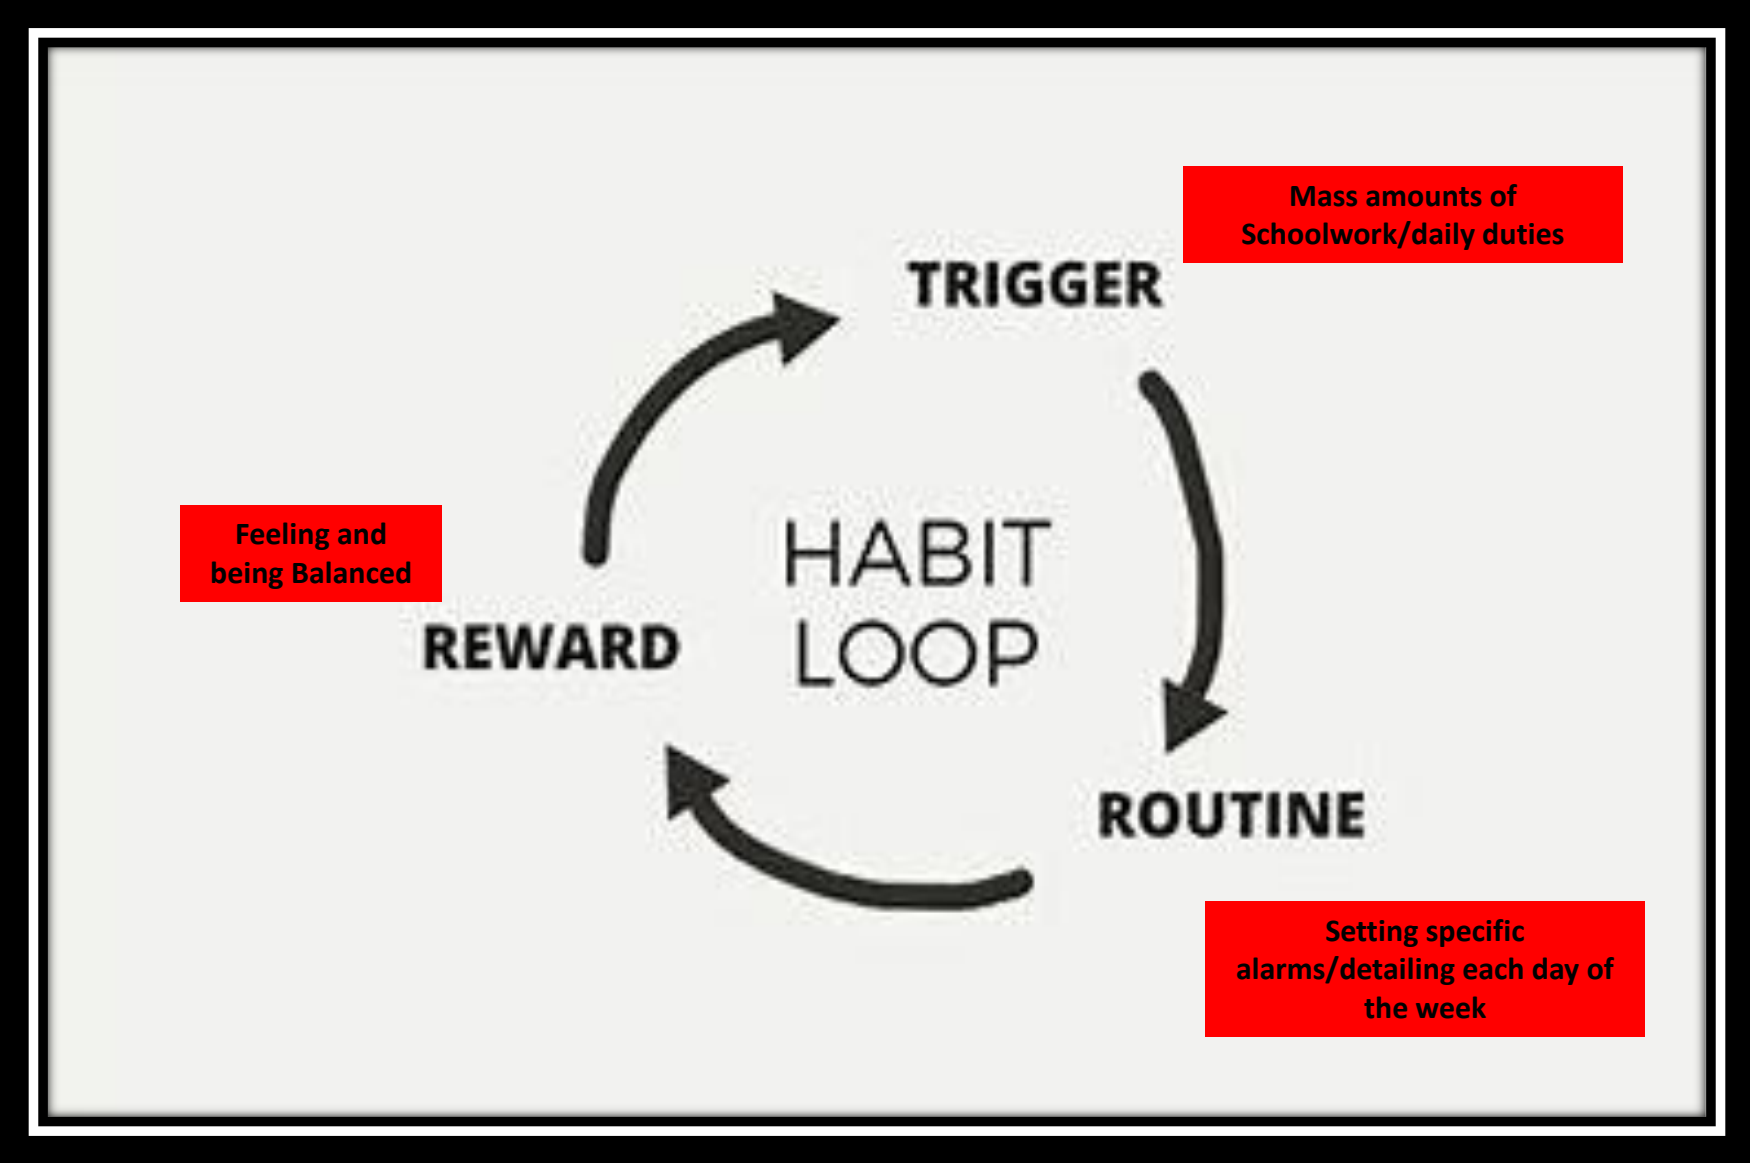 Mass amounts of
Schoolwork/daily duties
TRIGGER
Feeling and
being Balanced
HABIT
LOOP
REWARD
ROUTINE
Setting specific
alarms/detailing each day of
the week